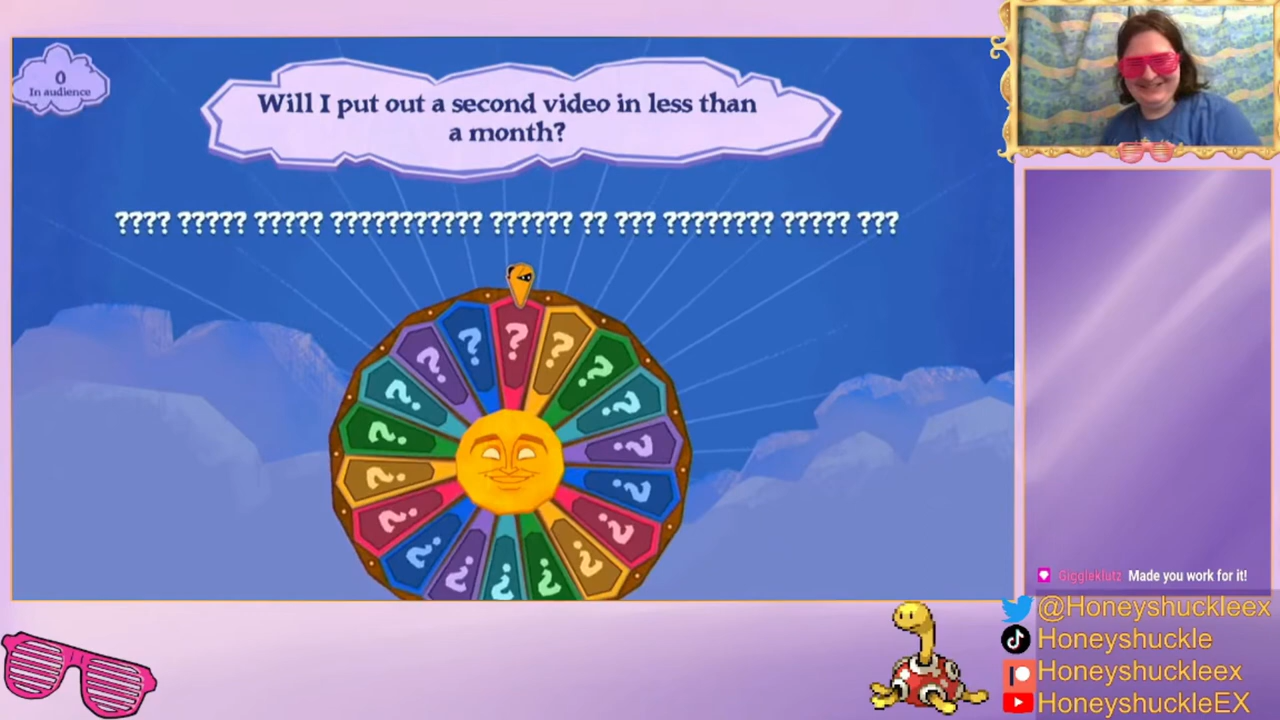 0
In audience
Will I put out a second video in less than
a month?
???? ????? ????? ??????????? ?????? ?? ??? ???????? ????? ???
? ? ? ? ? ? ? ? ? ? ? ? ? ? ? ? ? ? ? ?
Giggleklutz Made you work for it!
@Honeyshuckleex
Honeyshuckle
Honeyshuckleex
HoneyshuckleEX